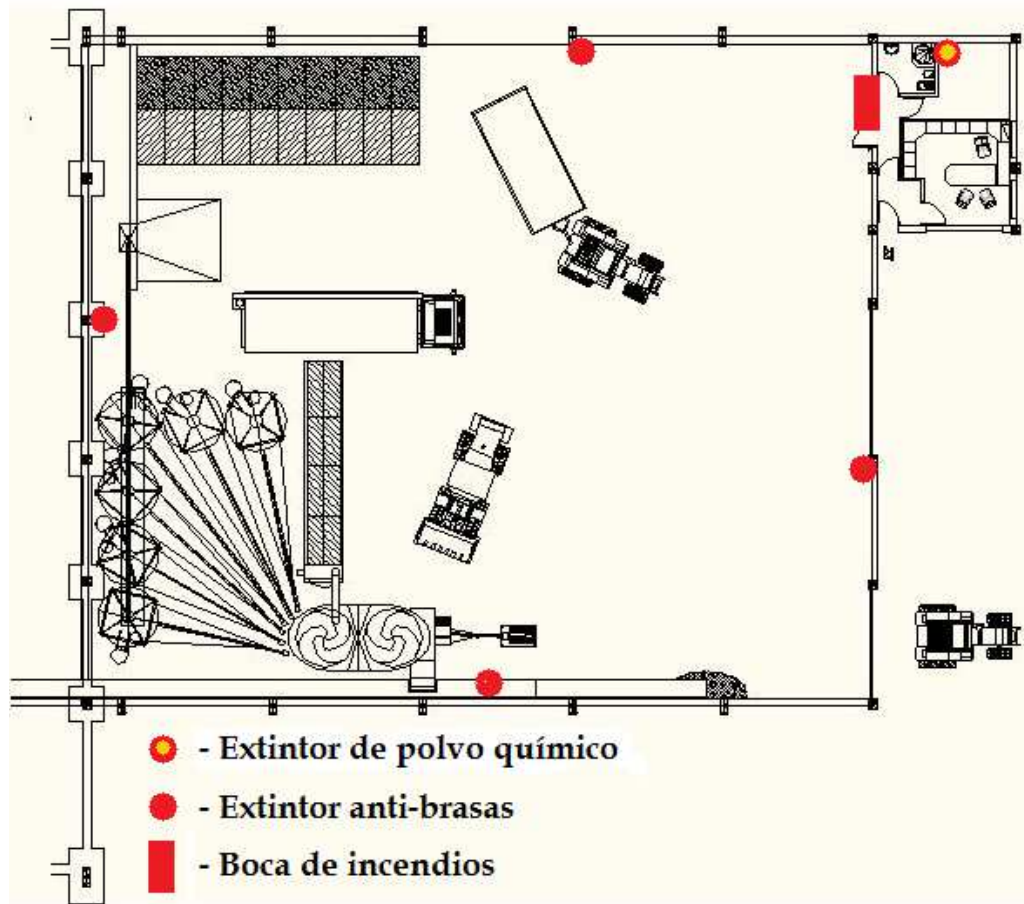 - Extintor de polvo químico
- Extintor anti-brasas
- Boca de incendios